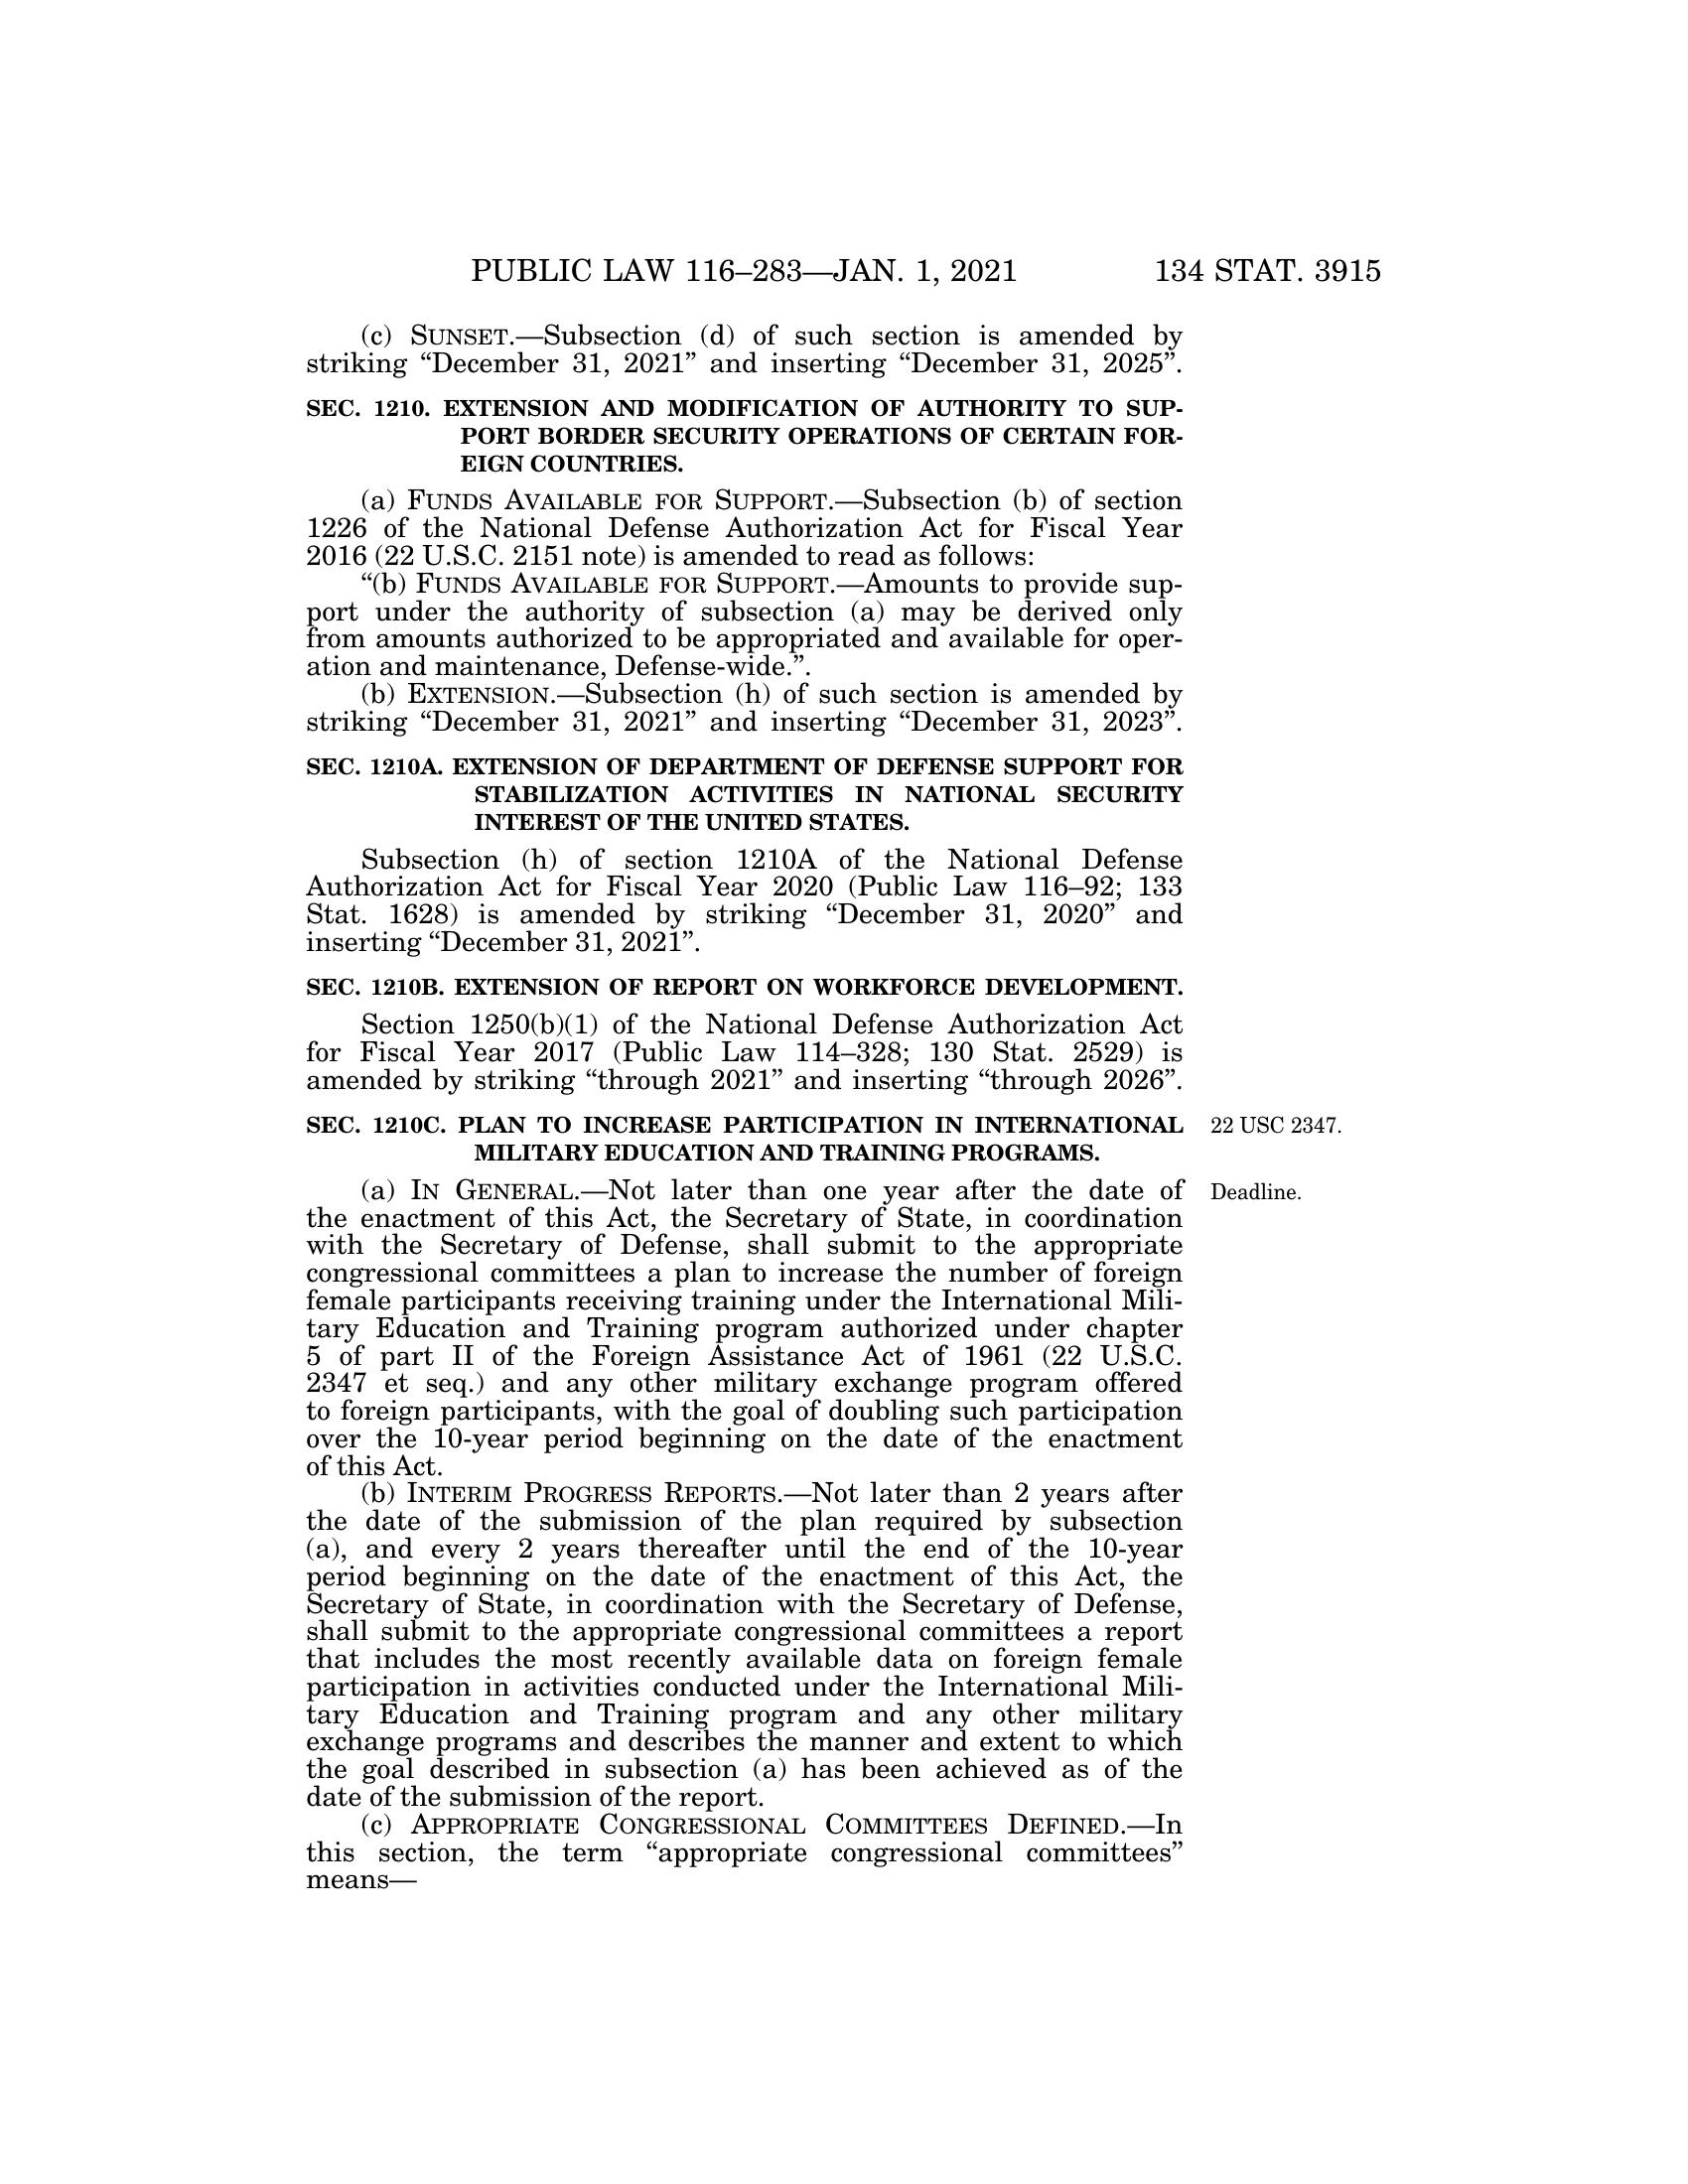 PUBLIC LAW 116–283—JAN. 1, 2021 134 STAT. 3915
(c) SUNSET.—Subsection (d) of such section is amended by
striking “December 31, 2021” and inserting “December 31, 2025”.
SEC. 1210. EXTENSION AND MODIFICATION OF AUTHORITY TO SUP-
PORT BORDER SECURITY OPERATIONS OF CERTAIN FOR-
EIGN COUNTRIES.
(a) FUNDS AVAILABLE FOR SUPPORT.—Subsection (b) of section
1226 of the National Defense Authorization Act for Fiscal Year
2016 (22 U.S.C. 2151 note) is amended to read as follows:
“(b) FUNDS AVAILABLE FOR SUPPORT.—Amounts to provide sup-
port under the authority of subsection (a) may be derived only
from amounts authorized to be appropriated and available for oper-
ation and maintenance, Defense-wide.”.
(b) EXTENSION.—Subsection (h) of such section is amended by
striking “December 31, 2021” and inserting “December 31, 2023”.
SEC. 1210A. EXTENSION OF DEPARTMENT OF DEFENSE SUPPORT FOR
STABILIZATION ACTIVITIES IN NATIONAL SECURITY
INTEREST OF THE UNITED STATES.
Subsection (h) of section 1210A of the National Defense
Authorization Act for Fiscal Year 2020 (Public Law 116–92; 133
Stat. 1628) is amended by striking “December 31, 2020” and
inserting “December 31, 2021”.
SEC. 1210B. EXTENSION OF REPORT ON WORKFORCE DEVELOPMENT.
Section 1250(b)(1) of the National Defense Authorization Act
for Fiscal Year 2017 (Public Law 114–328; 130 Stat. 2529) is
amended by striking “through 2021” and inserting “through 2026”.
SEC. 1210C. PLAN TO INCREASE PARTICIPATION IN INTERNATIONAL
MILITARY EDUCATION AND TRAINING PROGRAMS.
22 USC 2347.
(a) IN GENERAL.—Not later than one year after the date of
the enactment of this Act, the Secretary of State, in coordination
with the Secretary of Defense, shall submit to the appropriate
congressional committees a plan to increase the number of foreign
female participants receiving training under the International Mili-
tary Education and Training program authorized under chapter
5 of part II of the Foreign Assistance Act of 1961 (22 U.S.C.
2347 et seq.) and any other military exchange program offered
to foreign participants, with the goal of doubling such participation
over the 10-year period beginning on the date of the enactment
of this Act.
Deadline.
(b) INTERIM PROGRESS REPORTS.—Not later than 2 years after
the date of the submission of the plan required by subsection
(a), and every 2 years thereafter until the end of the 10-year
period beginning on the date of the enactment of this Act, the
Secretary of State, in coordination with the Secretary of Defense,
shall submit to the appropriate congressional committees a report
that includes the most recently available data on foreign female
participation in activities conducted under the International Mili-
tary Education and Training program and any other military
exchange programs and describes the manner and extent to which
the goal described in subsection (a) has been achieved as of the
date of the submission of the report.
(c) APPROPRIATE CONGRESSIONAL COMMITTEES DEFINED.—In
this section, the term “appropriate congressional committees”
means—